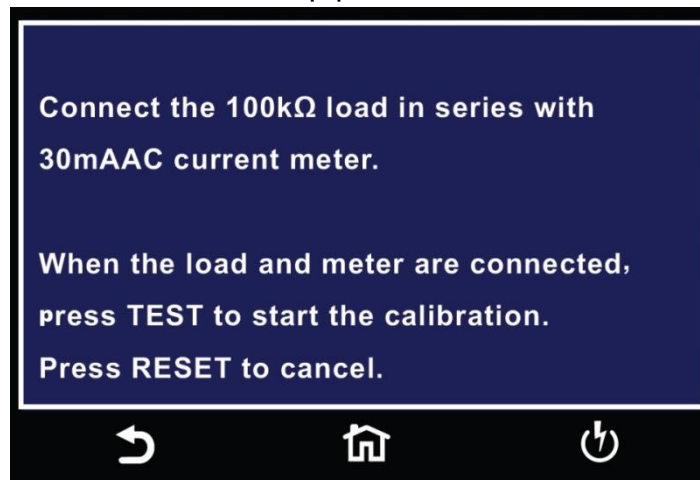 Connect the 100kΩ load in series with
30mAAC current meter.
When the load and meter are connected,
press TEST to start the calibration.
Press RESET to cancel.